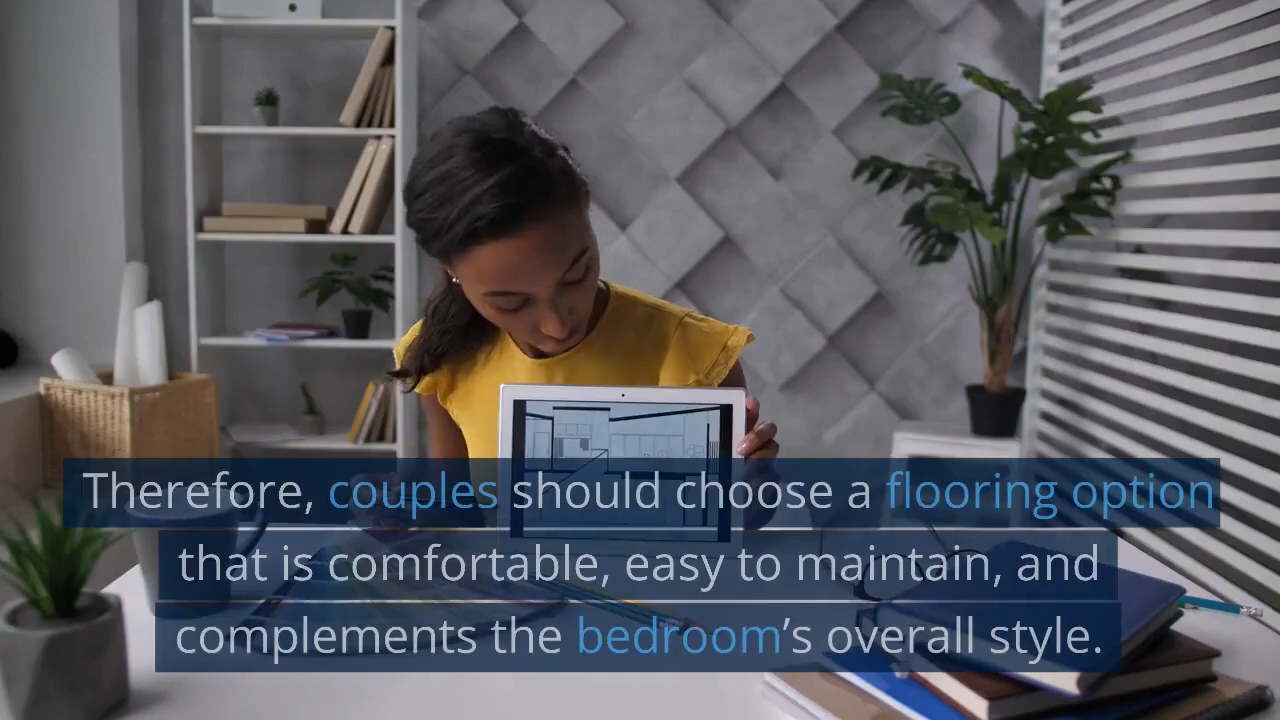 Therefore, couples should choose a flooring option
that is comfortable, easy to maintain, and
complements the bedroom’s overall style.